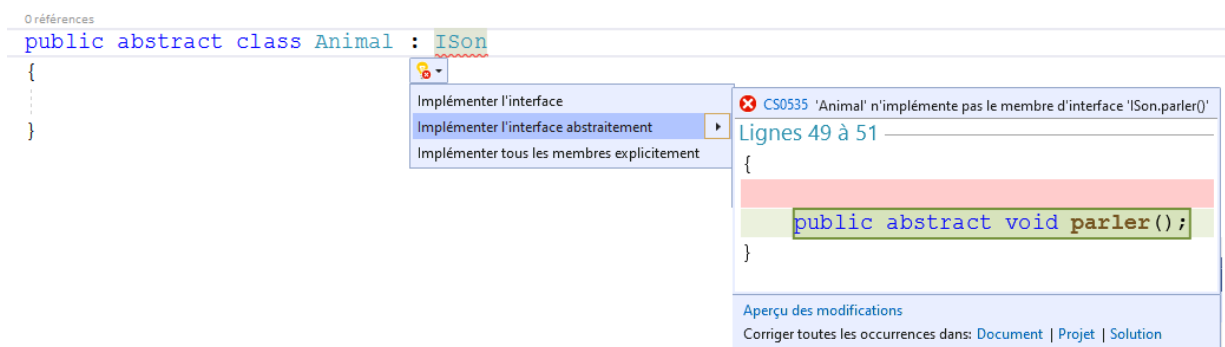 0 références
public abstract class Animal : ISon
{
}
Implémenter l'interface
Implémenter l'interface abstraitement
Implémenter tous les membres explicitement
CS0535 'Animal' n'implémente pas le membre d'interface 'ISon.parler()'
Lignes 49 à 51
{
public abstract void parler();
}
Aperçu des modifications
Corriger toutes les occurrences dans: Document | Projet | Solution